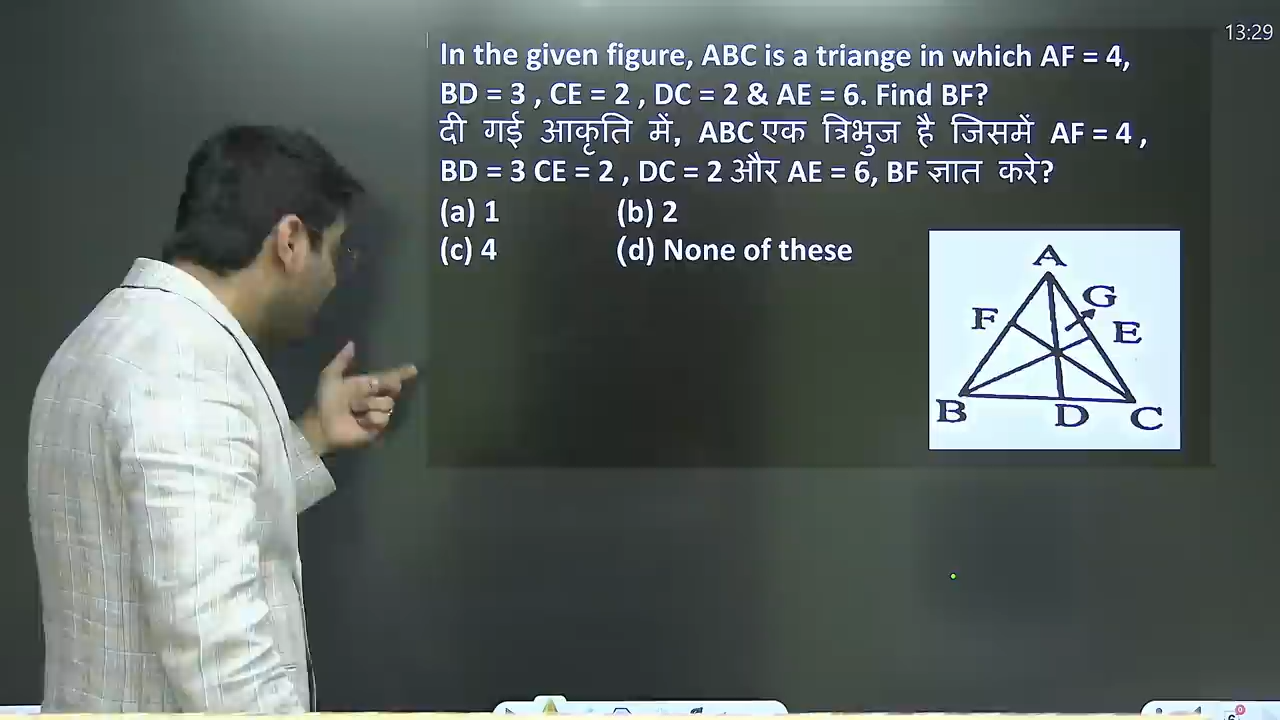 13:29
In the given figure, ABC is a triange in which AF = 4,
BD = 3 , CE = 2 , DC = 2 & AE = 6. Find BF?
दी गई आकृति में, ABC एक त्रिभुज है जिसमें AF = 4 ,
BD = 3 CE = 2 , DC = 2 और AE = 6, BF ज्ञात करे?
(a) 1 (b) 2
(c) 4 (d) None of these
A
G
F
E
B D C